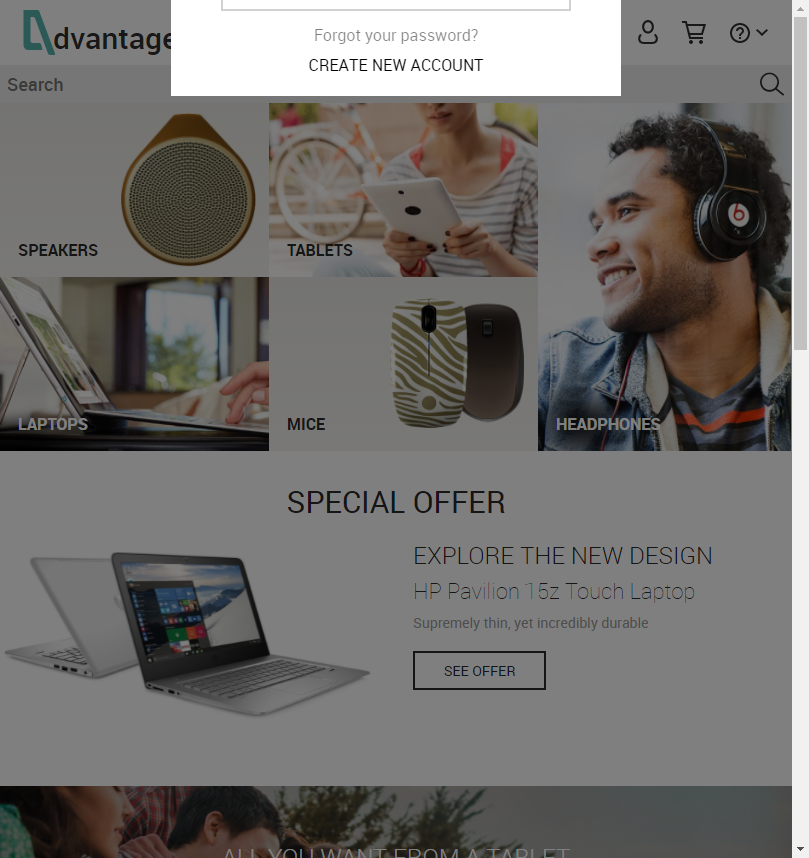 dvantage
Forgot your password?
CREATE NEW ACCOUNT
Search
SPEAKERS
TABLETS
LAPTOPS
MICE
HEADPHONES
SPECIAL OFFER
EXPLORE THE NEW DESIGN
HP Pavilion 15z Touch Laptop
Supremely thin, yet incredibly durable
SEE OFFER
ALL YOU WANT FROM A TABLET